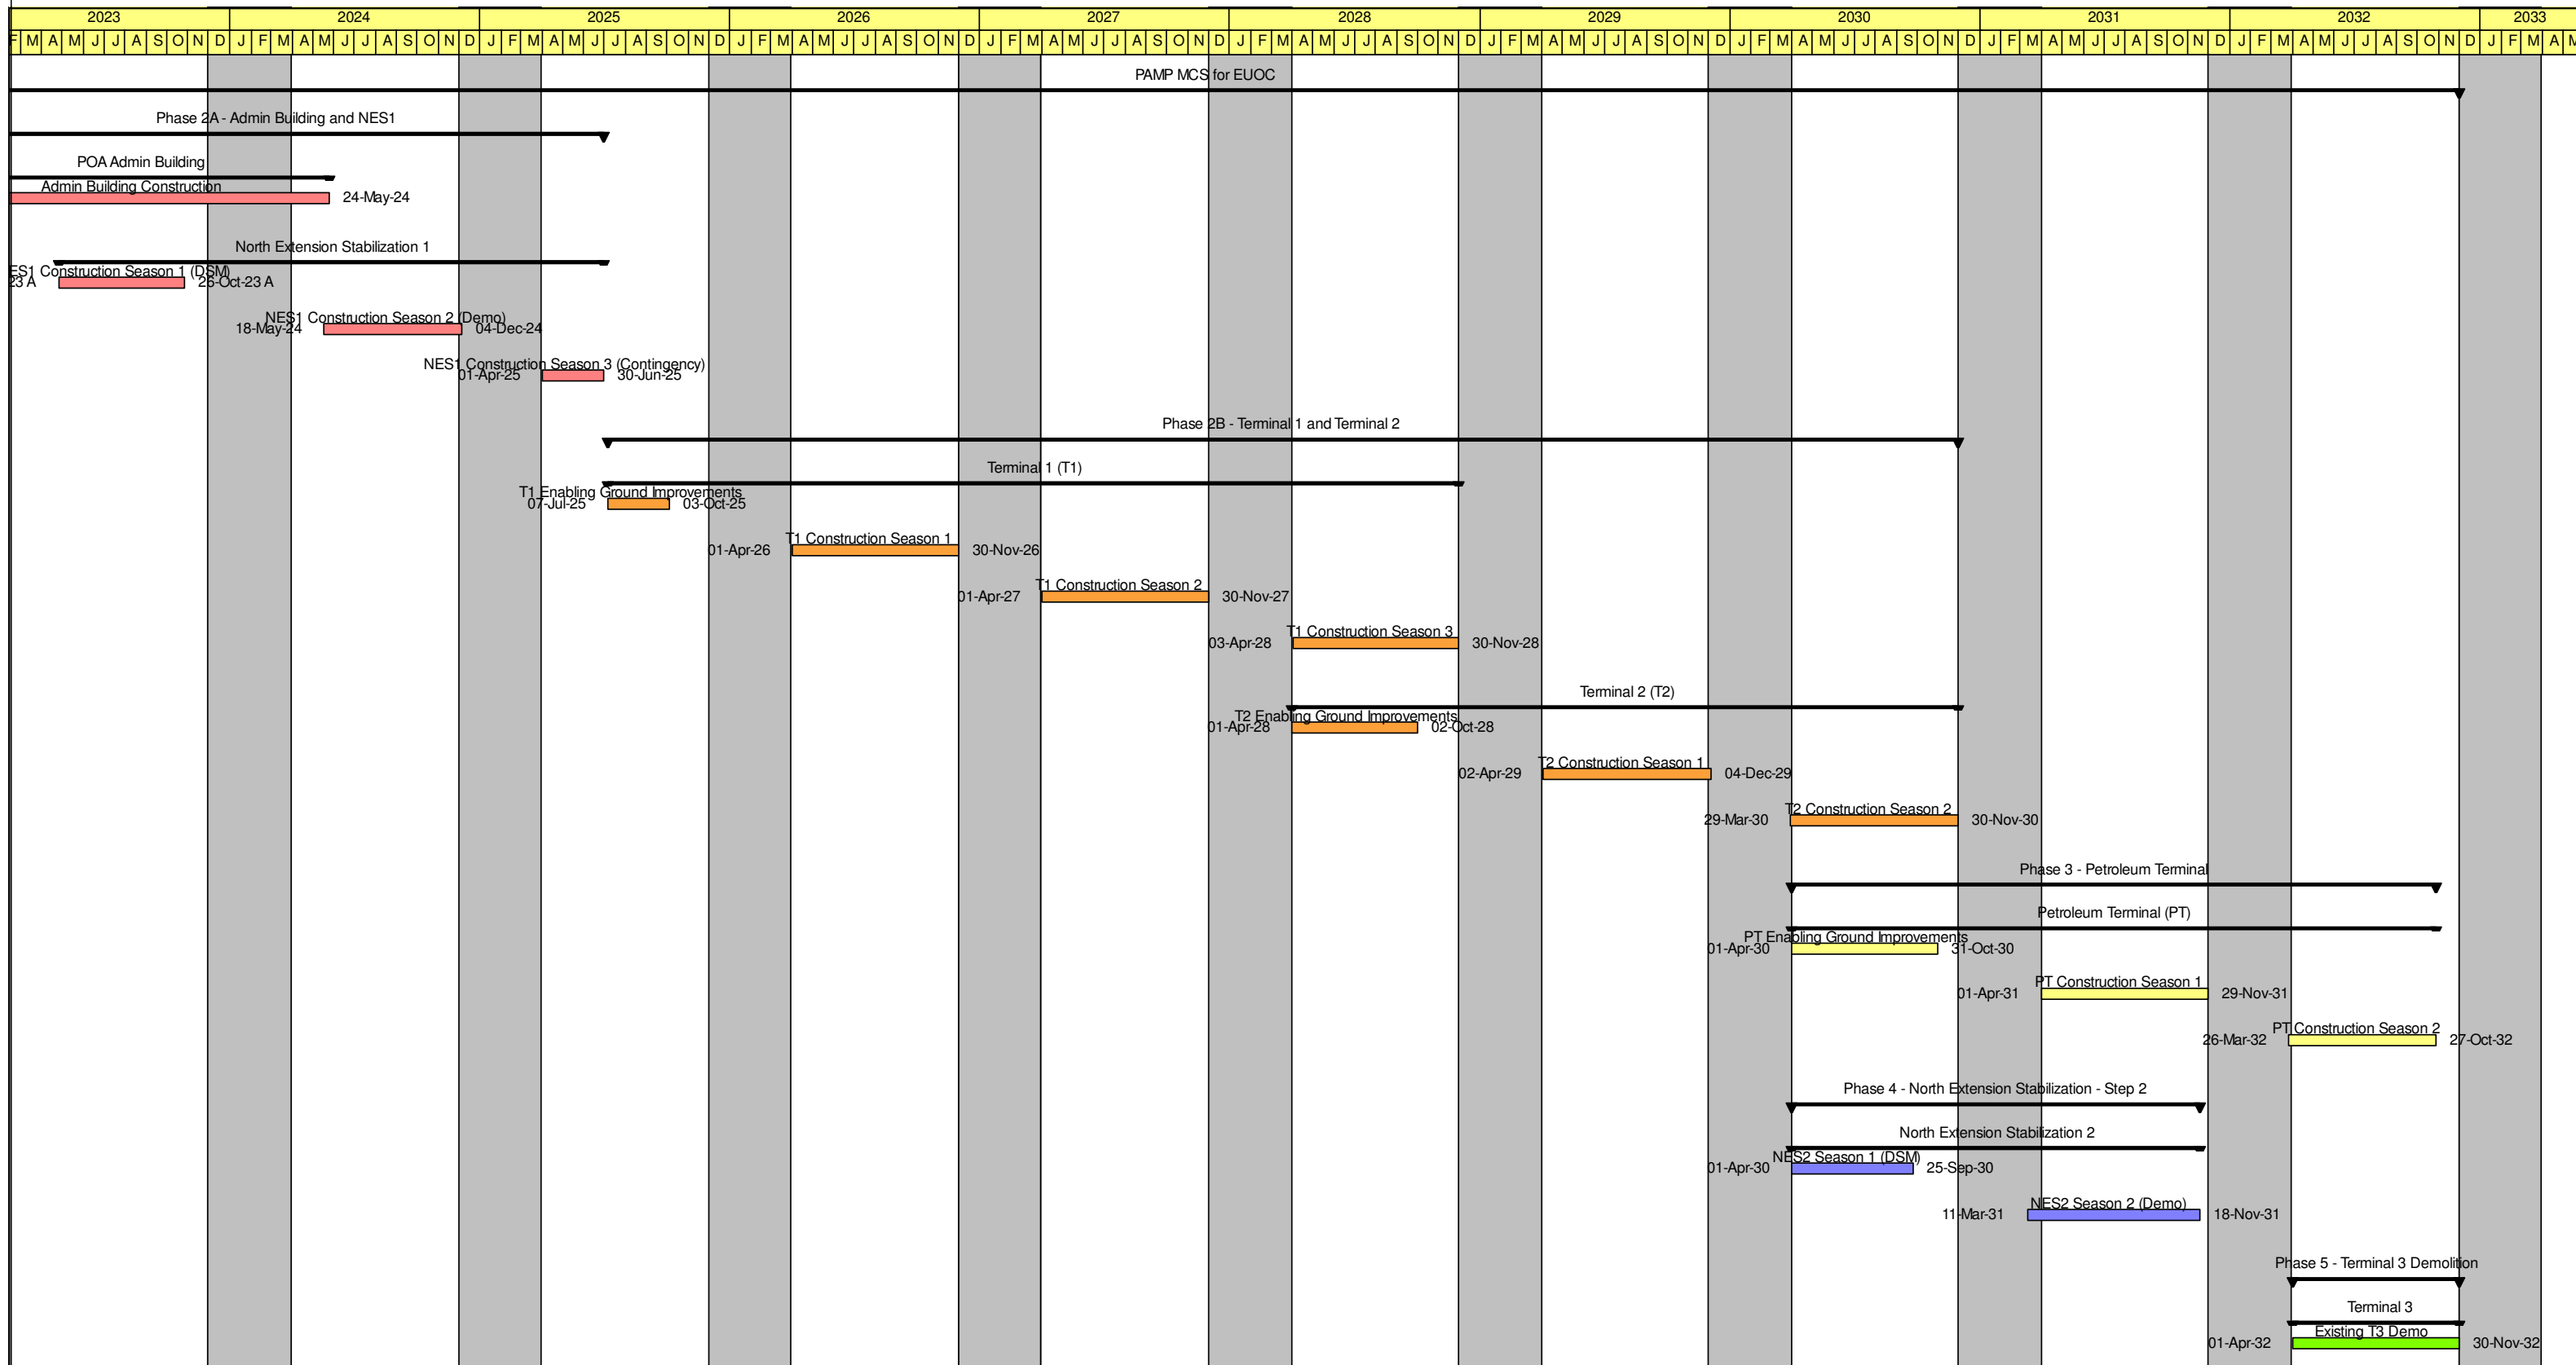 2023 2024 2025 2026 2027 2028 2029 2030 2031 2032 2033
F M A M J J A S O N D J F M A M J J A S O N D J F M A M J J A S O N D J F M A M J J A S O N D J F M A M J J A S O N D J F M A M J J A S O N D J F M A M J J A S O N D J F M A M J J A S O N D J F M A M J J A S O N D J F M A M J J A S O N D J F M A M
PAMP MCS for EUOC
Phase 2A - Admin Building and NES1
POA Admin Building
Admin Building Construction
24-May-24
North Extension Stabilization 1
ES1 Construction Season 1 (DSM)
23 A 26-Oct-23 A
NES1 Construction Season 2 (Demo)
18-May-24 04-Dec-24
NES1 Construction Season 3 (Contingency)
01-Apr-25 30-Jun-25
Phase 2B - Terminal 1 and Terminal 2
Terminal 1 (T1)
T1 Enabling Ground Improvements
07-Jul-25 03-Oct-25
T1 Construction Season 1
01-Apr-26 30-Nov-26
T1 Construction Season 2
01-Apr-27 30-Nov-27
T1 Construction Season 3
03-Apr-28 30-Nov-28
Terminal 2 (T2)
T2 Enabling Ground Improvements
01-Apr-28 02-Oct-28
T2 Construction Season 1
02-Apr-29 04-Dec-29
T2 Construction Season 2
29-Mar-30 30-Nov-30
Phase 3 - Petroleum Terminal
Petroleum Terminal (PT)
PT Enabling Ground Improvements
01-Apr-30 31-Oct-30
PT Construction Season 1
01-Apr-31 29-Nov-31
PT Construction Season 2
26-Mar-32 27-Oct-32
Phase 4 - North Extension Stabilization - Step 2
North Extension Stabilization 2
NES2 Season 1 (DSM)
01-Apr-30 25-Sep-30
NES2 Season 2 (Demo)
11-Mar-31 18-Nov-31
Phase 5 - Terminal 3 Demolition
Terminal 3
Existing T3 Demo
01-Apr-32 30-Nov-32